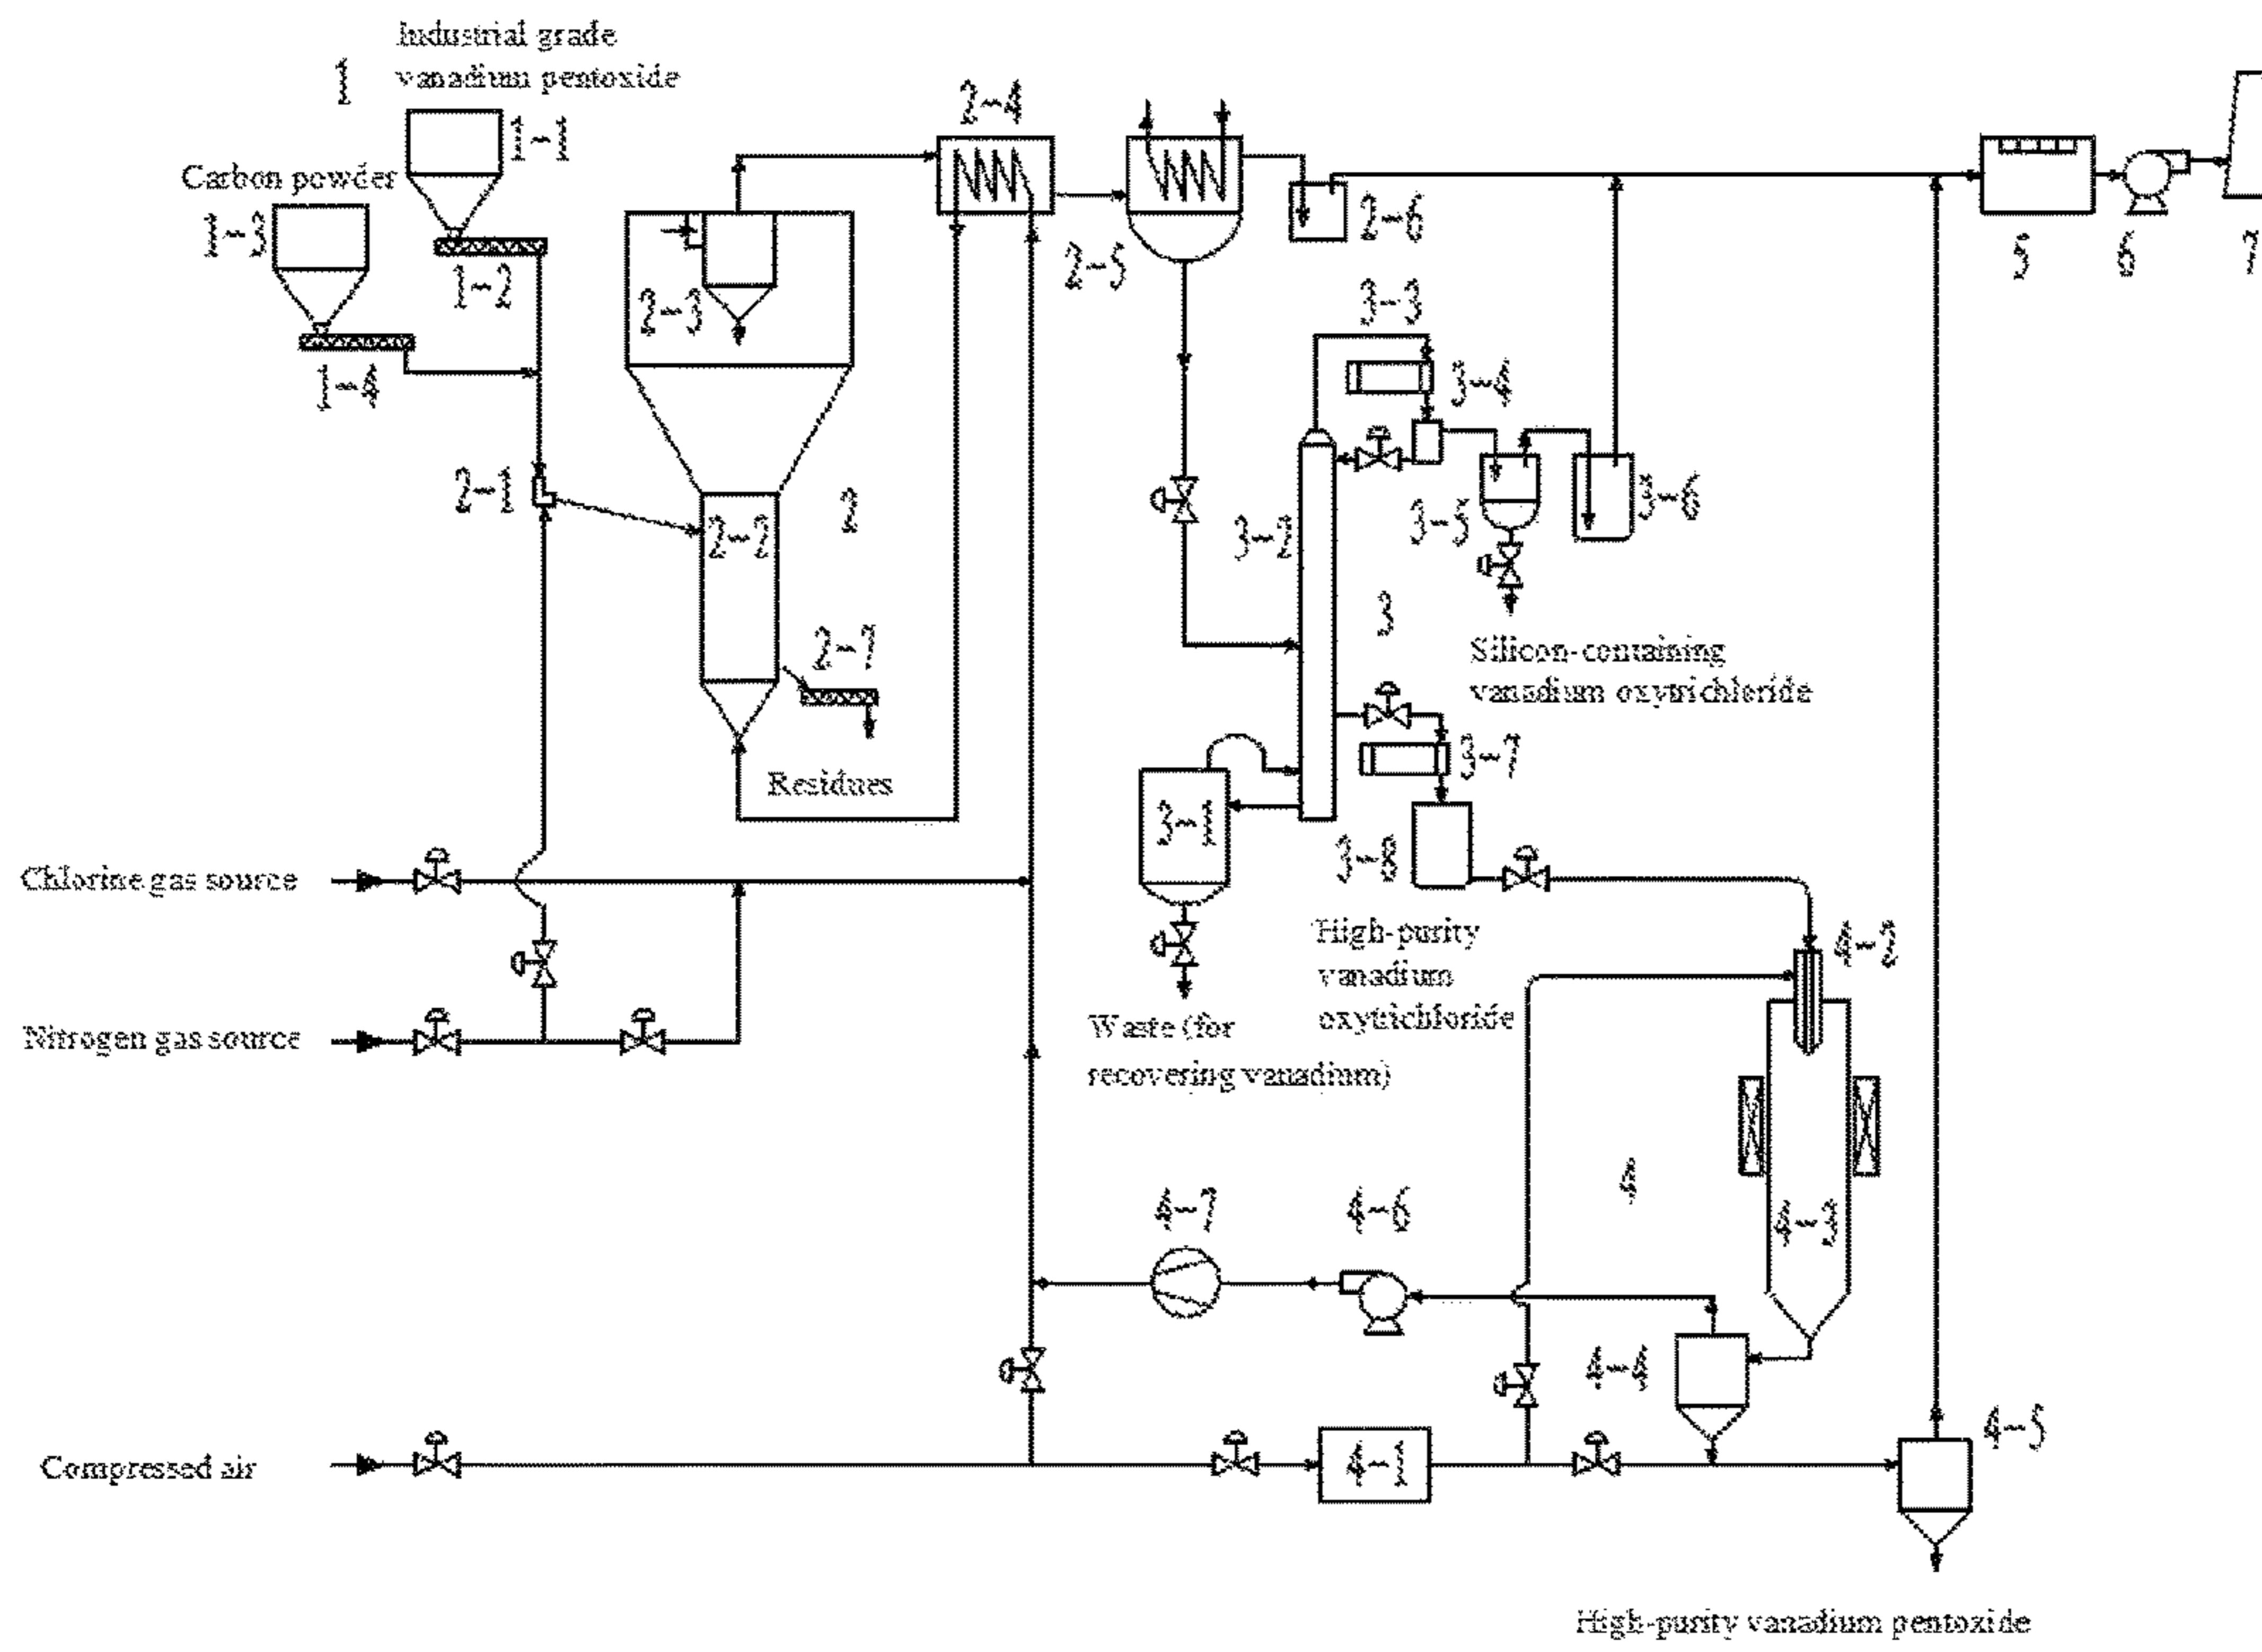 Industrial grade
vanadium pentoxide
1
1-1
Carbon powder
1-3
1-2
1-4
2-4
2-3
2-5
2-6
5
6
7
3-3
3-4
2-1
2-2
2
3-2
3-5
3-6
3
2-7
Silicon-containing
vanadium oxytrichloride
Residues
3-7
3-1
3-8
Chlorine gas source
High-purity
vanadium
oxytrichloride
4-2
Nitrogen gas source
Waste (for
recovering vanadium)
4
4-3
4-7
4-6
4-4
4-5
Compressed air
4-1
High-purity vanadium pentoxide